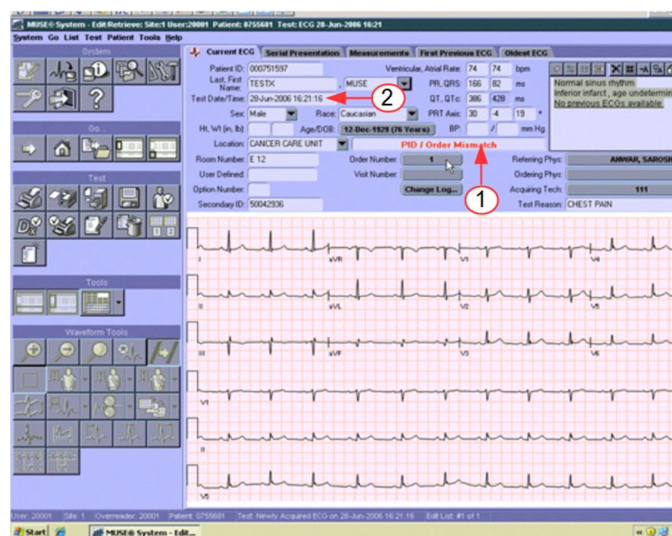 MUSE® System - Edit/Retrieve: Site:1 User:20001 Patient: 0755681 Test: ECG 28-Jun-2006 16:21
System Go List Test Patient Tools Help
System
Current ECG Serial Presentation Measurements First Previous ECG Oldest ECG
Patient ID: 000751597 Ventricular, Atrial Rate: 74 74 bpm
Last, First Name: TESTX , MUSE PR, QRS: 166 82 ms Normal sinus rhythm
Test Date/Time: 28-Jun-2006 16:21:16 2 QT, QTc: 386 428 ms Inferior infarct , age undetermin
Sex: Male Race: Caucasian PRT Axis: 30 -4 19 ° No previous ECGs available
Ht, Wt (in, lb) Age/DOB: 12-Dec-1929 (76 Years) BP: / mm Hg
Go...
Location: CANCER CARE UNIT PID / Order Mismatch
Room Number: E 12 Order Number: 1 Referring Phys: ANWAR, SAROSH
User Defined: Visit Number: Ordering Phys:
Test
Option Number: Change Log... 1 Acquiring Tech: 111
Secondary ID: 50042936 Test Reason: CHEST PAIN
I aVR V1 V4
Tools
II aVL V2 V5
Waveform Tools
III aVF V3 V6
V1
II
V5
User: 20001 Site: 1 Overreader: 20001 Patient: 0755681 Test: Newly Acquired ECG on 28-Jun-2006 16:21:16 Edit List: #1 of 1
Start MUSE® System - Edit...